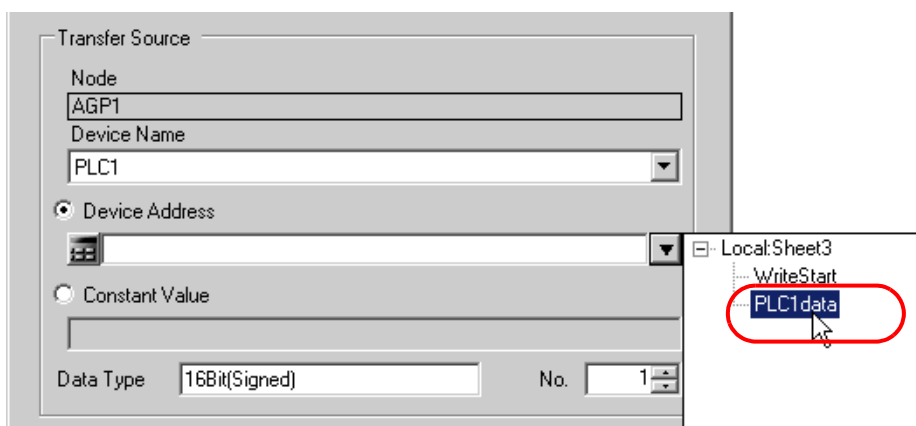 Transfer Source
Node
AGP1
Device Name
PLC1
Device Address
Local:Sheet3
WriteStart
PLC1data
Constant Value
Data Type 16Bit(Signed) No. 1